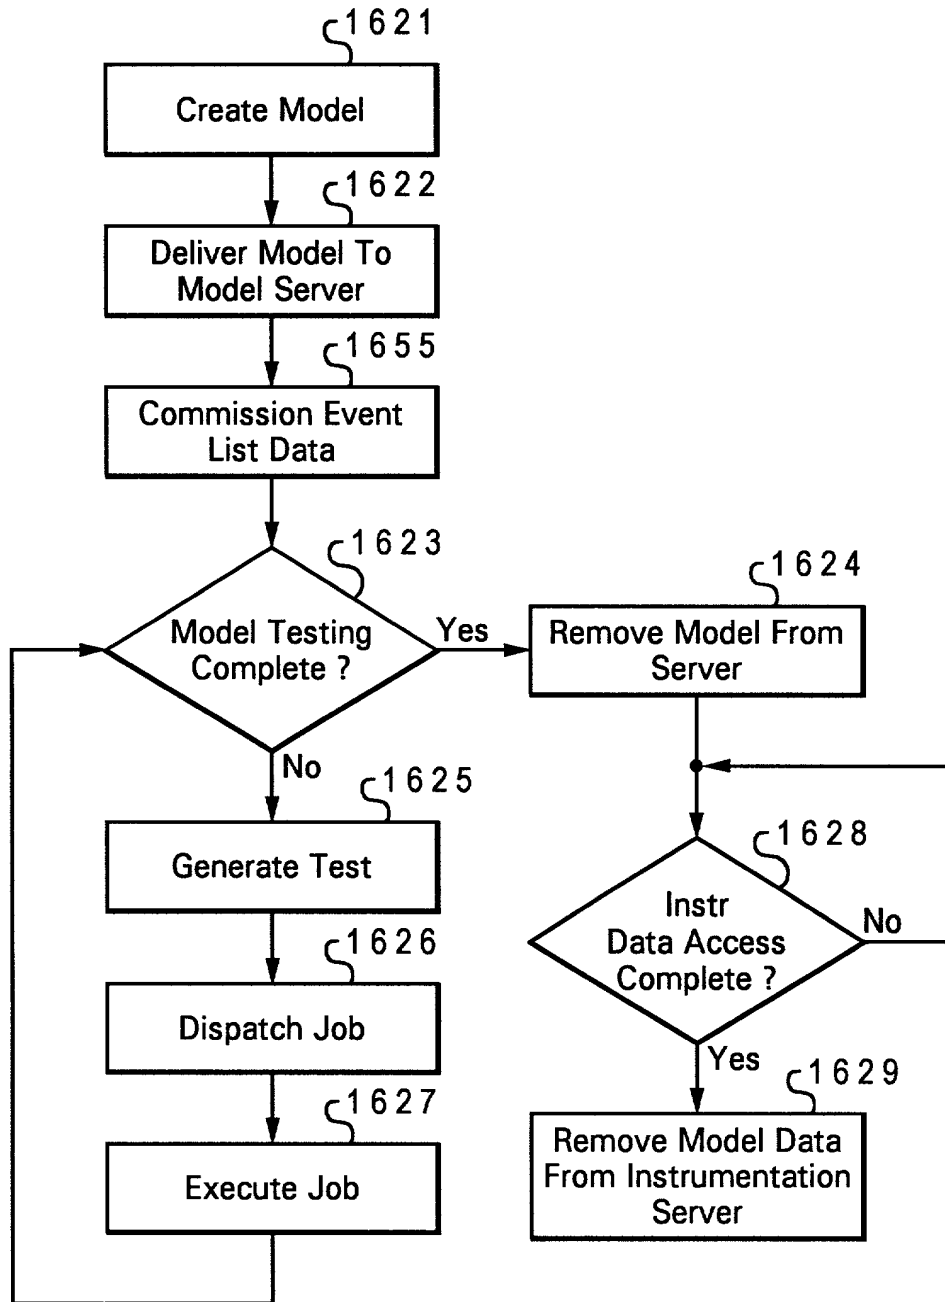 1621
Create Model
1622
Deliver Model To
Model Server
1655
Commission Event
List Data
1623
Model Testing
Complete ?
Yes
No
1624
Remove Model From
Server
1625
Generate Test
1626
Dispatch Job
1627
Execute Job
1628
Instr
Data Access
Complete ?
No
Yes
1629
Remove Model Data
From Instrumentation
Server